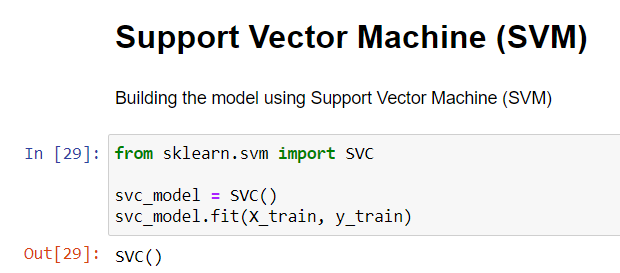 Support Vector Machine (SVM)
Building the model using Support Vector Machine (SVM)
In [29]: from sklearn.svm import SVC
svc_model = SVC()
svc_model.fit(X_train, y_train)
Out[29]: SVC()